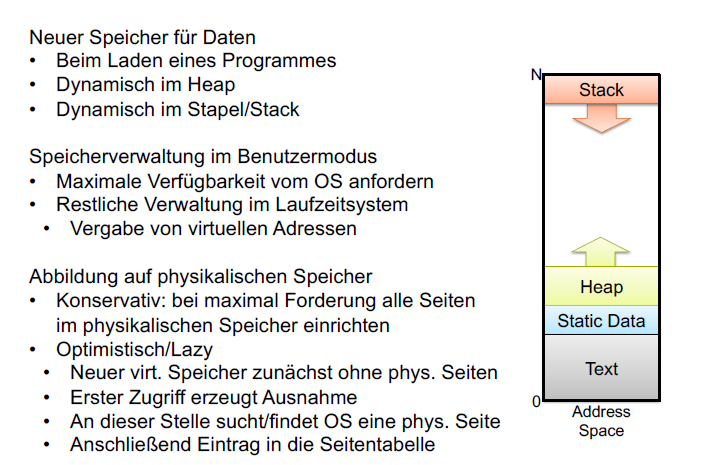 Neuer Speicher für Daten
• Beim Laden eines Programmes
• Dynamisch im Heap
• Dynamisch im Stapel/Stack
Speicherverwaltung im Benutzermodus
• Maximale Verfügbarkeit vom OS anfordern
• Restliche Verwaltung im Laufzeitsystem
• Vergabe von virtuellen Adressen
Abbildung auf physikalischen Speicher
• Konservativ: bei maximal Forderung alle Seiten
im physikalischen Speicher einrichten
• Optimistisch/Lazy
• Neuer virt. Speicher zunächst ohne phys. Seiten
• Erster Zugriff erzeugt Ausnahme
• An dieser Stelle sucht/findet OS eine phys. Seite
• Anschließend Eintrag in die Seitentabelle
N
Stack
Heap
Static Data
Text
0
Address
Space